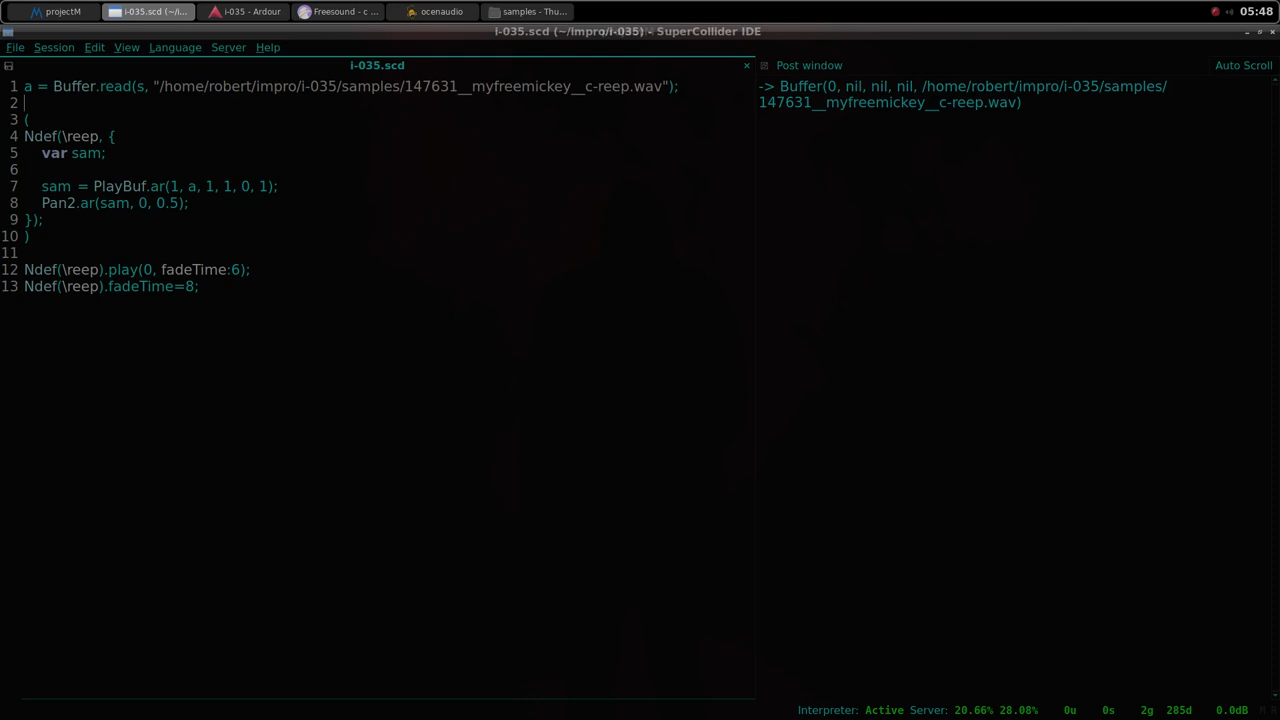 projectM
i-035.scd (~/i...
i-035 - Ardour
Freesound - c ...
ocenaudio
samples - Thu...
05:48
i-035.scd (~/impro/i-035) - SuperCollider IDE
File Session Edit View Language Server Help
i-035.scd
Post window
Auto Scroll
1 a = Buffer.read(s, "/home/robert/impro/i-035/samples/147631__myfreemickey__c-reep.wav");
2
3 (
4 Ndef(\reep, {
5 var sam;
6
7 sam = PlayBuf.ar(1, a, 1, 1, 0, 1);
8 Pan2.ar(sam, 0, 0.5);
9 });
10 )
11
12 Ndef(\reep).play(0, fadeTime:6);
13 Ndef(\reep).fadeTime=8;
-> Buffer(0, nil, nil, nil, /home/robert/impro/i-035/samples/
147631__myfreemickey__c-reep.wav)
Interpreter: Active Server: 20.66% 28.08% 0u 0s 2g 285d 0.0dB